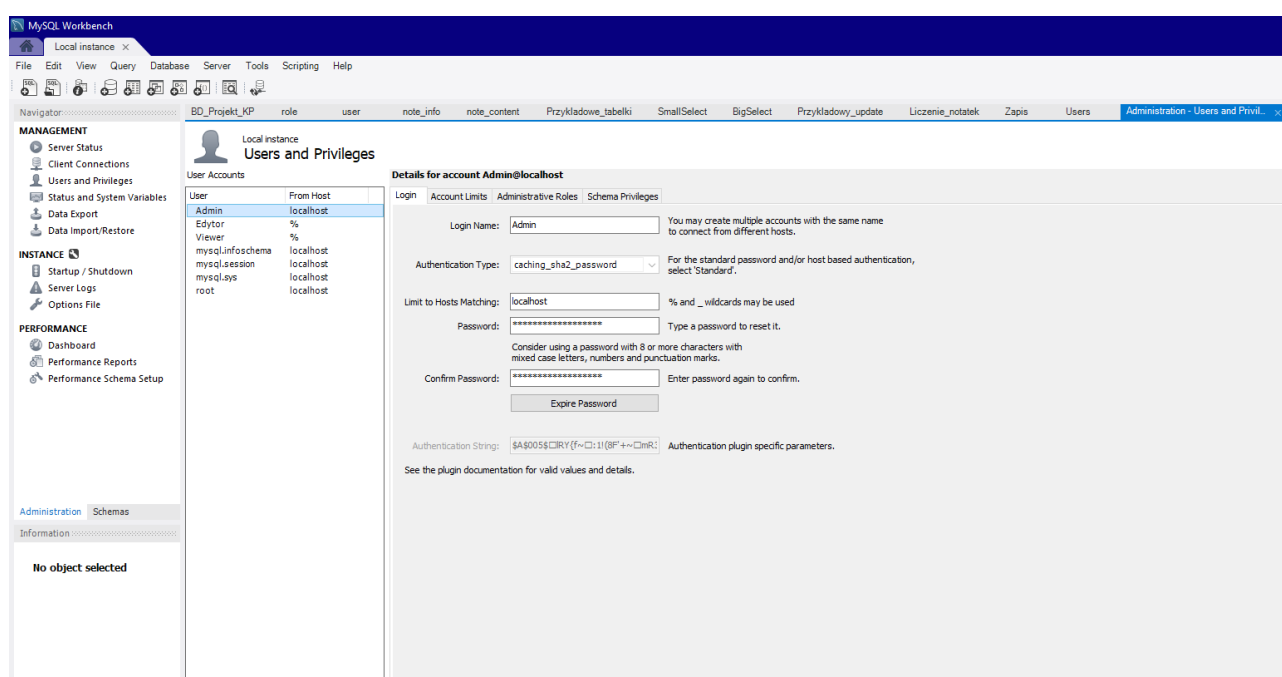 MySQL Workbench
Local instance ×
File Edit View Query Database Server Tools Scripting Help
Navigator
BD_Projekt_KP role user note_info note_content Przykladowe_tabelki SmallSelect BigSelect Przykladowy_update Liczenie_notatek Zapis Users Administration - Users and Privil... ×
MANAGEMENT
Server Status
Client Connections
Users and Privileges
Status and System Variables
Data Export
Data Import/Restore
INSTANCE
Startup / Shutdown
Server Logs
Options File
PERFORMANCE
Dashboard
Performance Reports
Performance Schema Setup
Administration Schemas
Information
No object selected
Local instance
Users and Privileges
User Accounts
User From Host
Admin localhost
Edytor %
Viewer %
mysql.infoschema localhost
mysql.session localhost
mysql.sys localhost
root localhost
Details for account Admin@localhost
Login Account Limits Administrative Roles Schema Privileges
Login Name: Admin
You may create multiple accounts with the same name
to connect from different hosts.
Authentication Type: caching_sha2_password
For the standard password and/or host based authentication,
select 'Standard'.
Limit to Hosts Matching: localhost % and _ wildcards may be used
Password: ****************** Type a password to reset it.
Consider using a password with 8 or more characters with
mixed case letters, numbers and punctuation marks.
Confirm Password: ****************** Enter password again to confirm.
Expire Password
Authentication String: Authentication plugin specific parameters.
See the plugin documentation for valid values and details.